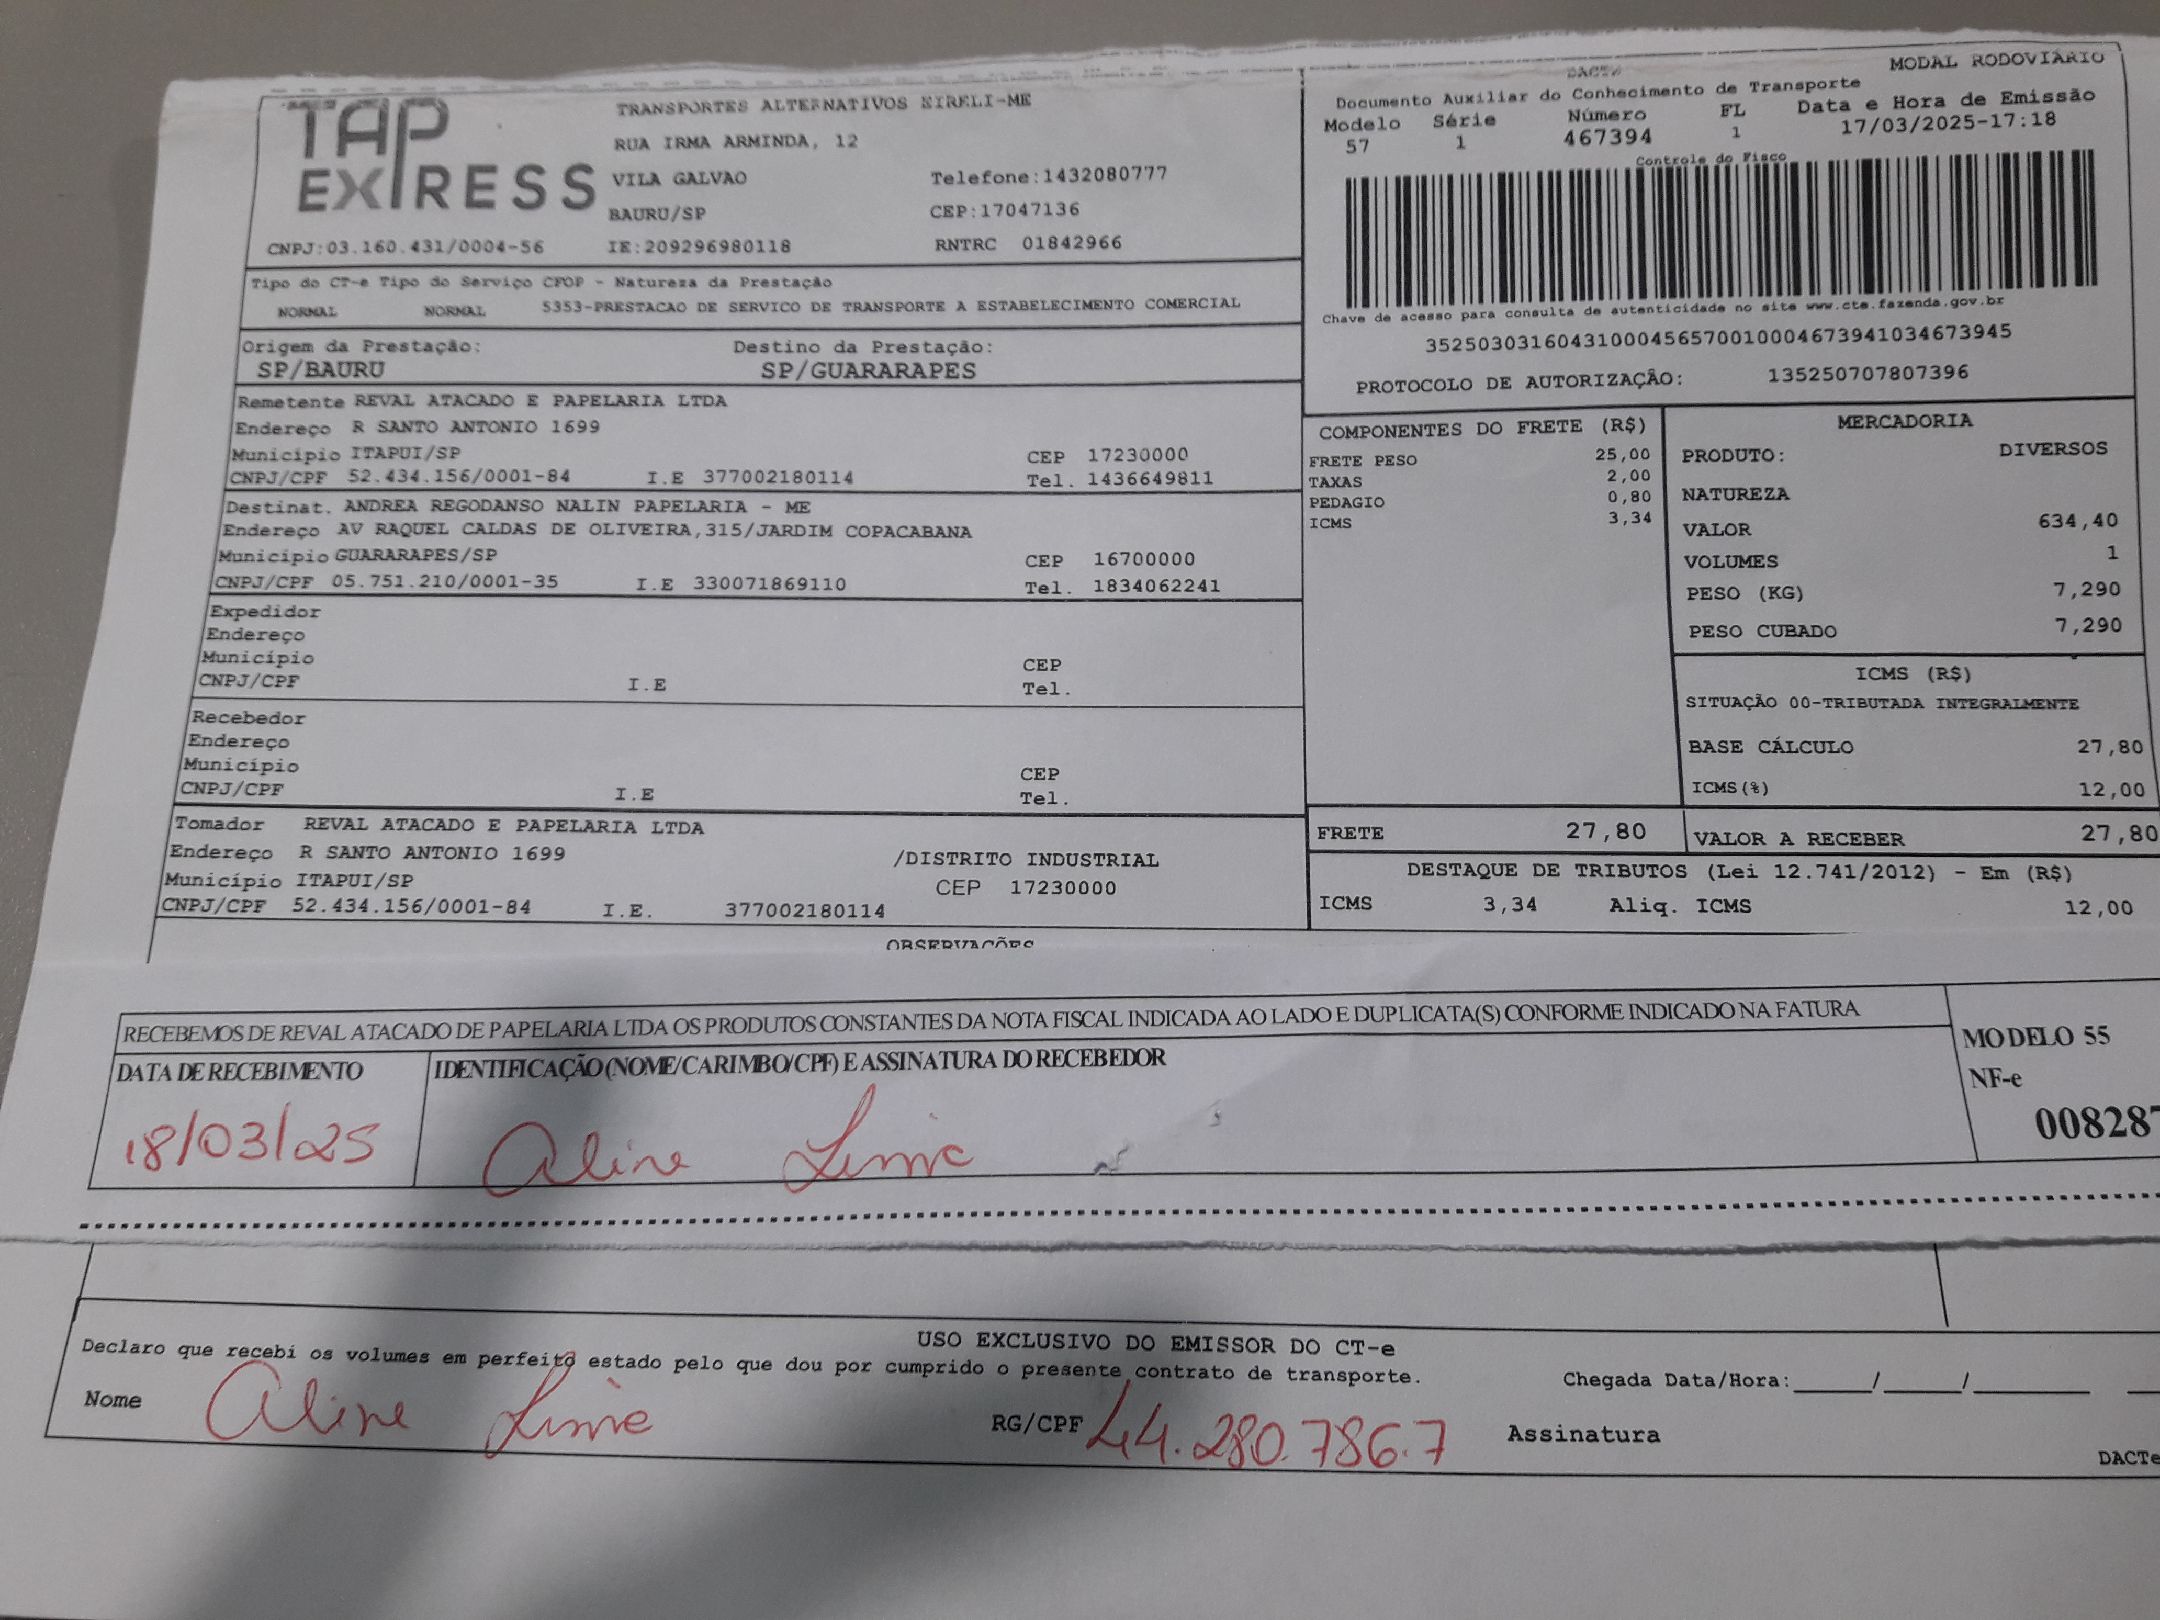 TAP EXPRESS
TRANSPORTES ALTERNATIVOS EIRELI-ME
RUA IRMA ARMINDA, 12
VILA GALVAO Telefone:1432080777
BAURU/SP CEP:17047136
CNPJ:03.160.431/0004-56 IE:209296980118 RNTRC 01842966
Tipo do CT-e Tipo do Serviço CFOP - Natureza da Prestação
NORMAL NORMAL 5353-PRESTACAO DE SERVICO DE TRANSPORTE A ESTABELECIMENTO COMERCIAL
Origem da Prestação: Destino da Prestação:
SP/BAURU SP/GUARARAPES
Remetente REVAL ATACADO E PAPELARIA LTDA
Endereço R SANTO ANTONIO 1699
Município ITAPUI/SP CEP 17230000
CNPJ/CPF 52.434.156/0001-84 I.E 377002180114 Tel. 1436649811
Destinat. ANDREA REGODANSO NALIN PAPELARIA - ME
Endereço AV RAQUEL CALDAS DE OLIVEIRA,315/JARDIM COPACABANA
Município GUARARAPES/SP CEP 16700000
CNPJ/CPF 05.751.210/0001-35 I.E 330071869110 Tel. 1834062241
Expedidor
Endereço
Município CEP
CNPJ/CPF I.E Tel.
Recebedor
Endereço
Município CEP
CNPJ/CPF I.E Tel.
Tomador REVAL ATACADO E PAPELARIA LTDA
Endereço R SANTO ANTONIO 1699 /DISTRITO INDUSTRIAL
Município ITAPUI/SP CEP 17230000
CNPJ/CPF 52.434.156/0001-84 I.E. 377002180114
OBSERVAÇÕES
DACTe MODAL RODOVIÁRIO
Documento Auxiliar do Conhecimento de Transporte
Modelo Série Número FL Data e Hora de Emissão
57 1 467394 1 17/03/2025-17:18
Controle do Fisco
Chave de acesso para consulta de autenticidade no site www.cte.fazenda.gov.br
35250303160431000456570010004673941034673945
PROTOCOLO DE AUTORIZAÇÃO: 135250707807396
COMPONENTES DO FRETE (R$)
FRETE PESO 25,00
TAXAS 2,00
PEDAGIO 0,80
ICMS 3,34
MERCADORIA
PRODUTO: DIVERSOS
NATUREZA
VALOR 634,40
VOLUMES 1
PESO (KG) 7,290
PESO CUBADO 7,290
ICMS (R$)
SITUAÇÃO 00-TRIBUTADA INTEGRALMENTE
BASE CÁLCULO 27,80
ICMS(%) 12,00
FRETE 27,80 VALOR A RECEBER 27,80
DESTAQUE DE TRIBUTOS (Lei 12.741/2012) - Em (R$)
ICMS 3,34 Aliq. ICMS 12,00
RECEBEMOS DE REVAL ATACADO DE PAPELARIA LTDA OS PRODUTOS CONSTANTES DA NOTA FISCAL INDICADA AO LADO E DUPLICATA(S) CONFORME INDICADO NA FATURA
DATA DE RECEBIMENTO IDENTIFICAÇÃO (NOME/CARIMBO/CPF) E ASSINATURA DO RECEBEDOR
18/03/25 Aline Lima
MODELO 55
NF-e
008287
USO EXCLUSIVO DO EMISSOR DO CT-e
Declaro que recebi os volumes em perfeito estado pelo que dou por cumprido o presente contrato de transporte.
Chegada Data/Hora:_____/_____/________
Nome Aline Lima RG/CPF 44.280.786.7 Assinatura
DACTe